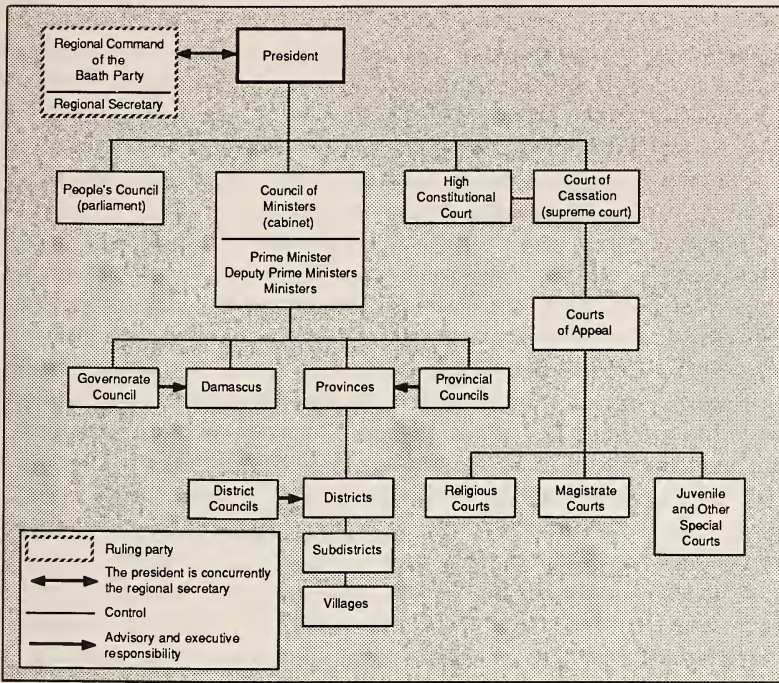 Regional Command
of the
Baath Party
Regional Secretary
President
People's Council
(parliament)
Council of
Ministers
(cabinet)
Prime Minister
Deputy Prime Ministers
Ministers
High
Constitutional
Court
Court of
Cassation
(supreme court)
Courts
of Appeal
Governorate
Council
Damascus
Provinces
Provincial
Councils
District
Councils
Districts
Religious
Courts
Magistrate
Courts
Juvenile
and Other
Special
Courts
Subdistricts
Villages
Ruling party
The president is concurrently
the regional secretary
Control
Advisory and executive
responsibility